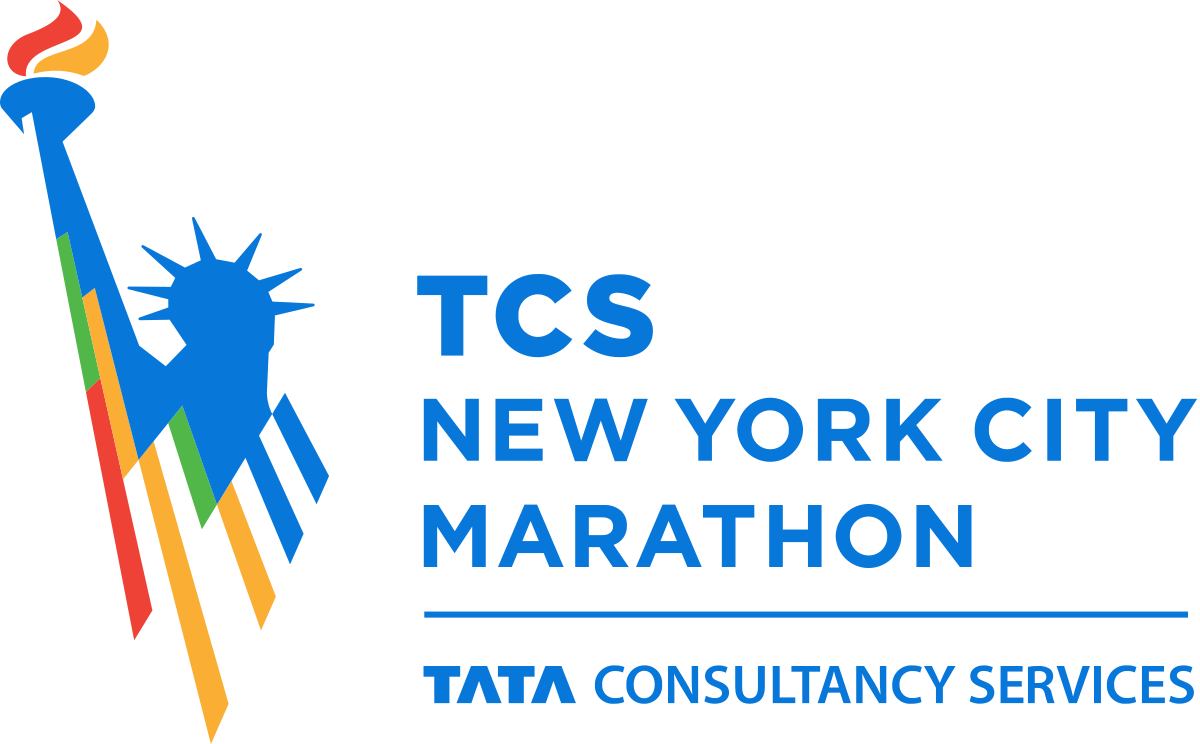 TCS
NEW YORK CITY
MARATHON
TATA CONSULTANCY SERVICES